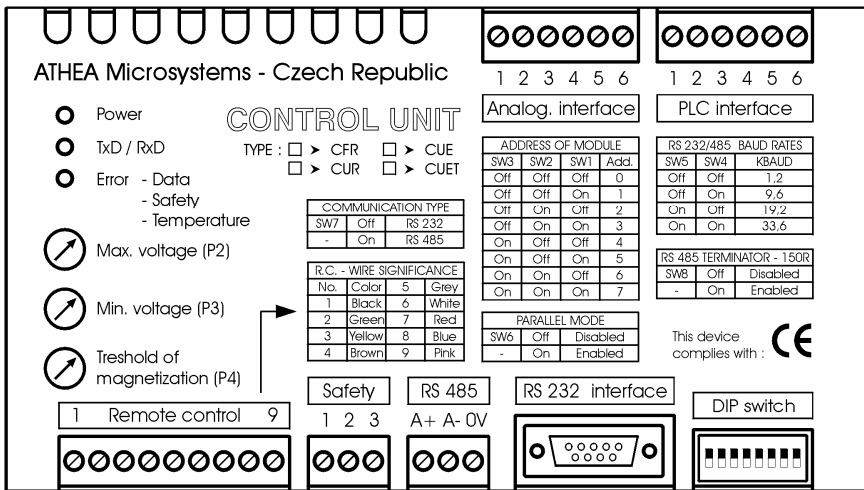 ATHEA Microsystems - Czech Republic
Power
TxD / RxD
Error - Data
- Safety
- Temperature
Max. voltage (P2)
Min. voltage (P3)
Treshold of
magnetization (P4)
CONTROL UNIT
TYPE : ➤ CFR ➤ CUE
➤ CUR ➤ CUET
COMMUNICATION TYPE
SW7 Off RS 232
- On RS 485
R.C. - WIRE SIGNIFICANCE
No. Color 5 Grey
1 Black 6 White
2 Green 7 Red
3 Yellow 8 Blue
4 Brown 9 Pink
1 2 3 4 5 6
Analog. interface
ADDRESS OF MODULE
SW3 SW2 SW1 Add.
Off Off Off 0
Off Off On 1
Off On Off 2
Off On On 3
On Off Off 4
On Off On 5
On On Off 6
On On On 7
PARALLEL MODE
SW6 Off Disabled
- On Enabled
1 2 3 4 5 6
PLC interface
RS 232/485 BAUD RATES
SW5 SW4 KBAUD
Off Off 1,2
Off On 9,6
On Off 19,2
On On 33,6
RS 485 TERMINATOR - 150R
SW8 Off Disabled
- On Enabled
This device
complies with : CE
1 Remote control 9
Safety
1 2 3
RS 485
A+ A- 0V
RS 232 interface
DIP switch